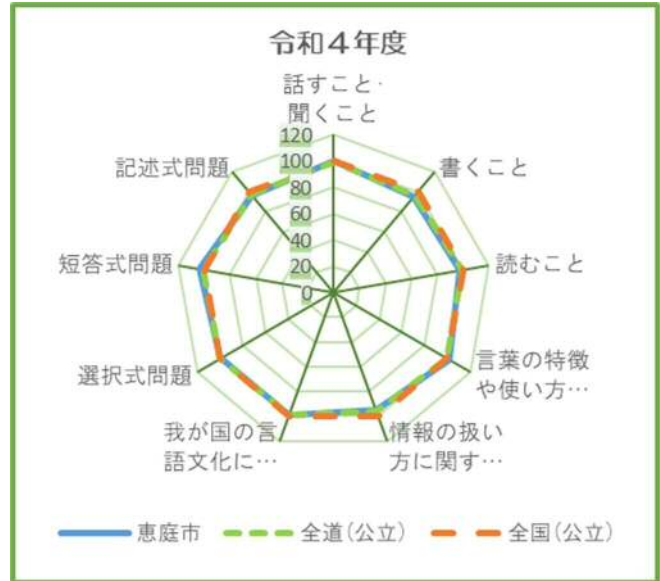 令和４年度
話すこと・
聞くこと
120
100
80
60
40
20
0
書くこと
読むこと
言葉の特徴
や使い方…
情報の扱い
方に関す…
我が国の言
語文化に…
選択式問題
短答式問題
記述式問題
恵庭市
全道(公立)
全国(公立)